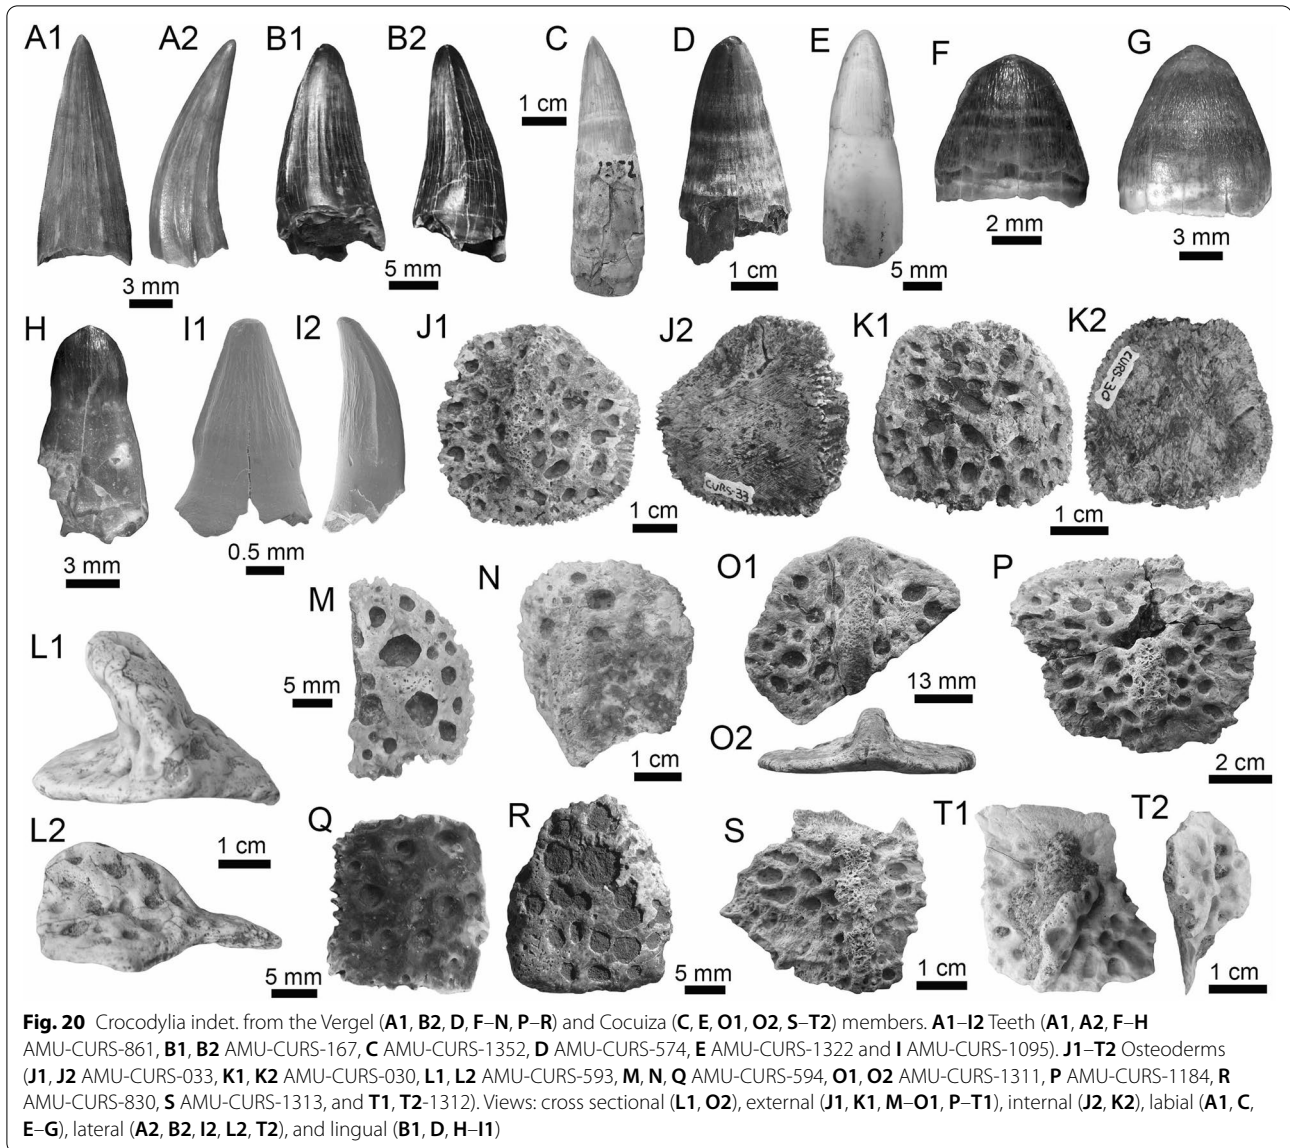 A1 A2 B1 B2 C D E F G
1 cm
1352
3 mm
5 mm
1 cm
5 mm
2 mm
3 mm
H I1 I2 J1 J2 K1 K2
CURS-33
CURS-30
3 mm
0.5 mm
1 cm
1 cm
L1 M N O1 P
5 mm
1 cm
13 mm
O2
2 cm
L2
1 cm
Q R S T1 T2
5 mm
5 mm
1 cm
1 cm
Fig. 20 Crocodylia indet. from the Vergel (A1, B2, D, F–N, P–R) and Cocuiza (C, E, O1, O2, S–T2) members. A1–I2 Teeth (A1, A2, F–H
AMU-CURS-861, B1, B2 AMU-CURS-167, C AMU-CURS-1352, D AMU-CURS-574, E AMU-CURS-1322 and I AMU-CURS-1095). J1–T2 Osteoderms
(J1, J2 AMU-CURS-033, K1, K2 AMU-CURS-030, L1, L2 AMU-CURS-593, M, N, Q AMU-CURS-594, O1, O2 AMU-CURS-1311, P AMU-CURS-1184, R
AMU-CURS-830, S AMU-CURS-1313, and T1, T2-1312). Views: cross sectional (L1, O2), external (J1, K1, M–O1, P–T1), internal (J2, K2), labial (A1, C,
E–G), lateral (A2, B2, I2, L2, T2), and lingual (B1, D, H–I1)